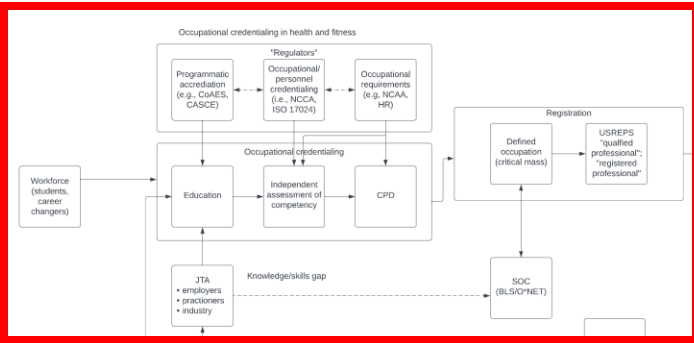 Occupational credentialing in health and fitness
"Regulators"
Programmatic
accrediation
(e.g., CoAES,
CASCE)
Occupational/
personnel
credentialing
(i.e., NCCA,
ISO 17024)
Occupational
requirements
(e.g, NCAA,
HR)
Registration
Defined
occupation
(critical mass)
USREPS
"qualfied
professional";
"registered
professional"
Occupational credentialing
Workforce
(students,
career
changers)
Education
Independent
assessment of
competency
CPD
JTA
• employers
• practioners
• industry
Knowledge/skills gap
SOC
(BLS/O*NET)